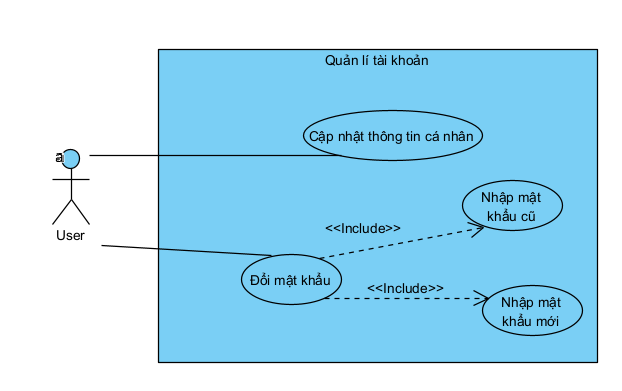 Quản lí tài khoản
Cập nhật thông tin cá nhân
Nhập mật
khẩu cũ
<<Include>>
User
Đổi mật khẩu
<<Include>>
Nhập mật
khẩu mới